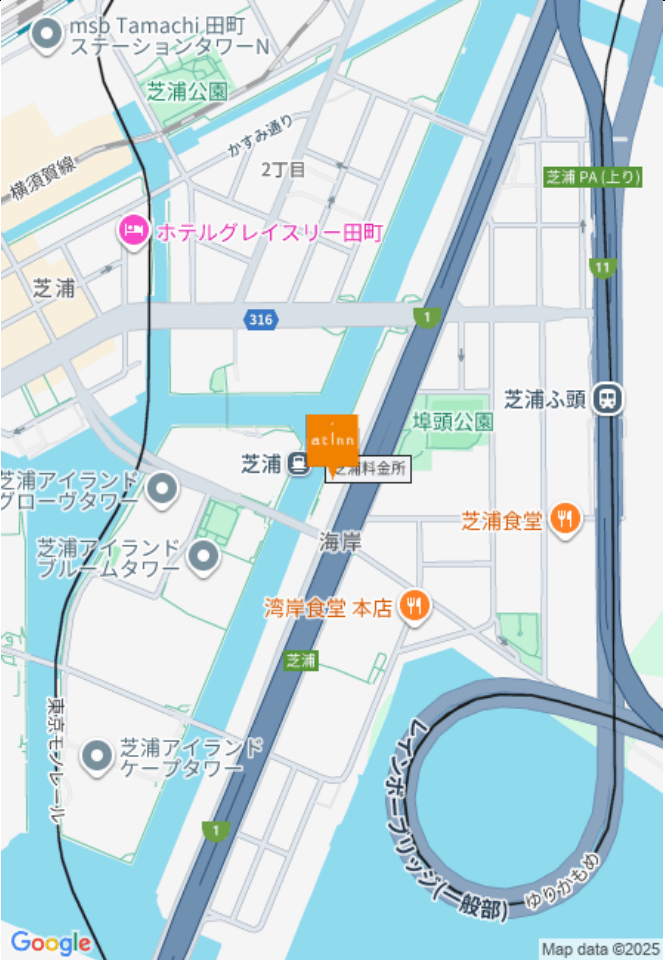 msb Tamachi 田町
ステーションタワーN
芝浦公園
かすみ通り
横須賀線
2丁目
芝浦 PA (上り)
ホテルグレイスリー田町
11
芝浦
316
1
芝浦ふ頭
埠頭公園
at Inn
芝浦
芝浦料金所
芝浦アイランド
グローヴタワー
芝浦食堂
海岸
芝浦アイランド
ブルームタワー
湾岸食堂 本店
芝浦
東京モノレール
芝浦アイランド
ケープタワー
レインボーブリッジ(一般部)
1
ゆりかもめ
Google
Map data ©2025